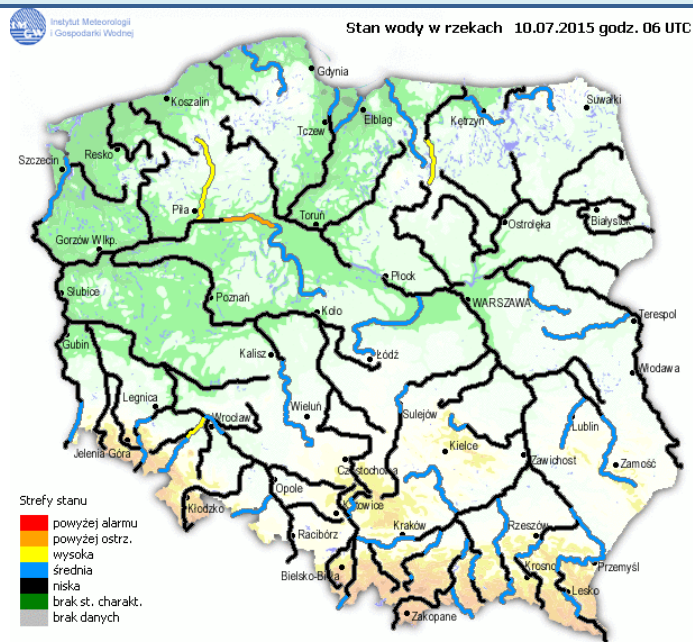 Instytut Meteorologii
i Gospodarki Wodnej
Stan wody w rzekach 10.07.2015 godz. 06 UTC
Gdynia
Koszalin
Suwałki
Elbląg
Kętrzyn
Tczew
Resko
Szczecin
Piła
Toruń
Ostrołęka
Białystok
Gorzów Wlkp.
Płock
Słubice
Poznań
WARSZAWA
Koło
Terespol
Gubin
Kalisz
Łódź
Włodawa
Legnica
Wieluń
Sulejów
Wrocław
Lublin
Jelenia Góra
Kielce
Zawichost
Zamość
Częstochowa
Opole
Kłodzko
Katowice
Kraków
Rzeszów
Racibórz
Krosno
Przemyśl
Bielsko-Biała
Lesko
Zakopane
Strefy stanu
powyżej alarmu
powyżej ostrz.
wysoka
średnia
niska
brak st. charakt.
brak danych